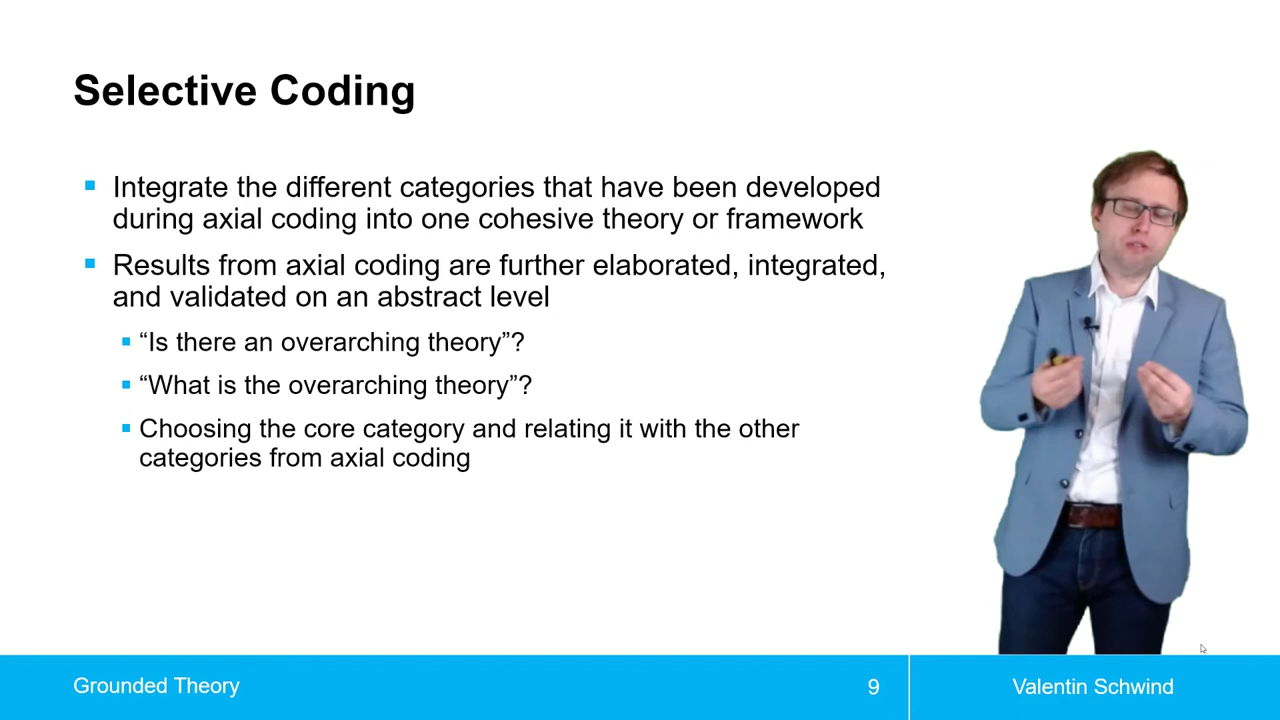 Selective Coding
Integrate the different categories that have been developed
during axial coding into one cohesive theory or framework
Results from axial coding are further elaborated, integrated,
and validated on an abstract level
“Is there an overarching theory”?
“What is the overarching theory”?
Choosing the core category and relating it with the other
categories from axial coding
Grounded Theory
9
Valentin Schwind